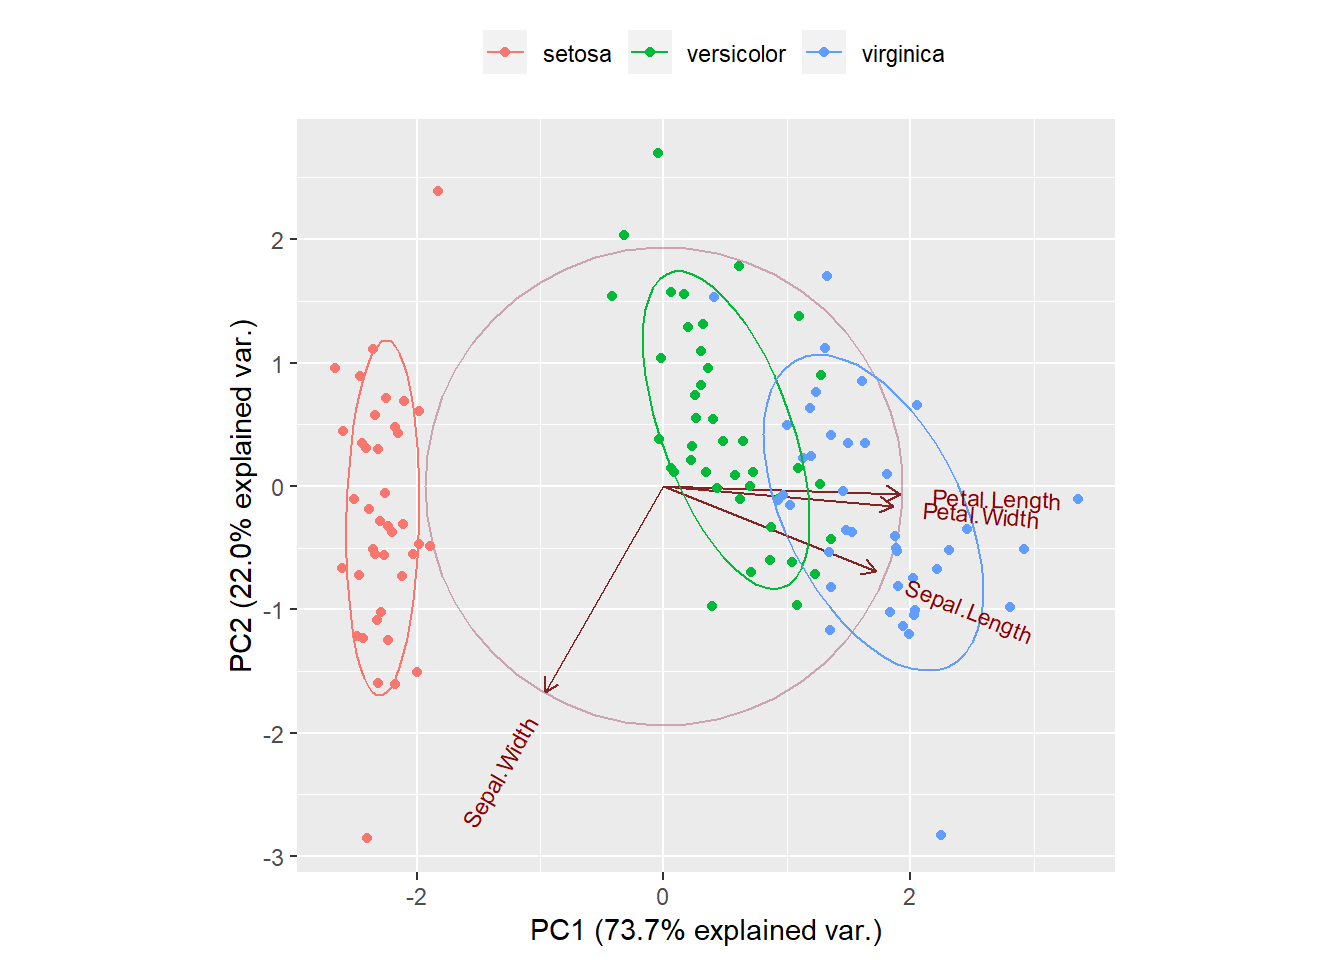 setosa versicolor virginica
2
1
0
-1
-2
-3
PC2 (22.0% explained var.)
Petal.Length
Petal.Width
Sepal.Length
Sepal.Width
-2 0 2
PC1 (73.7% explained var.)